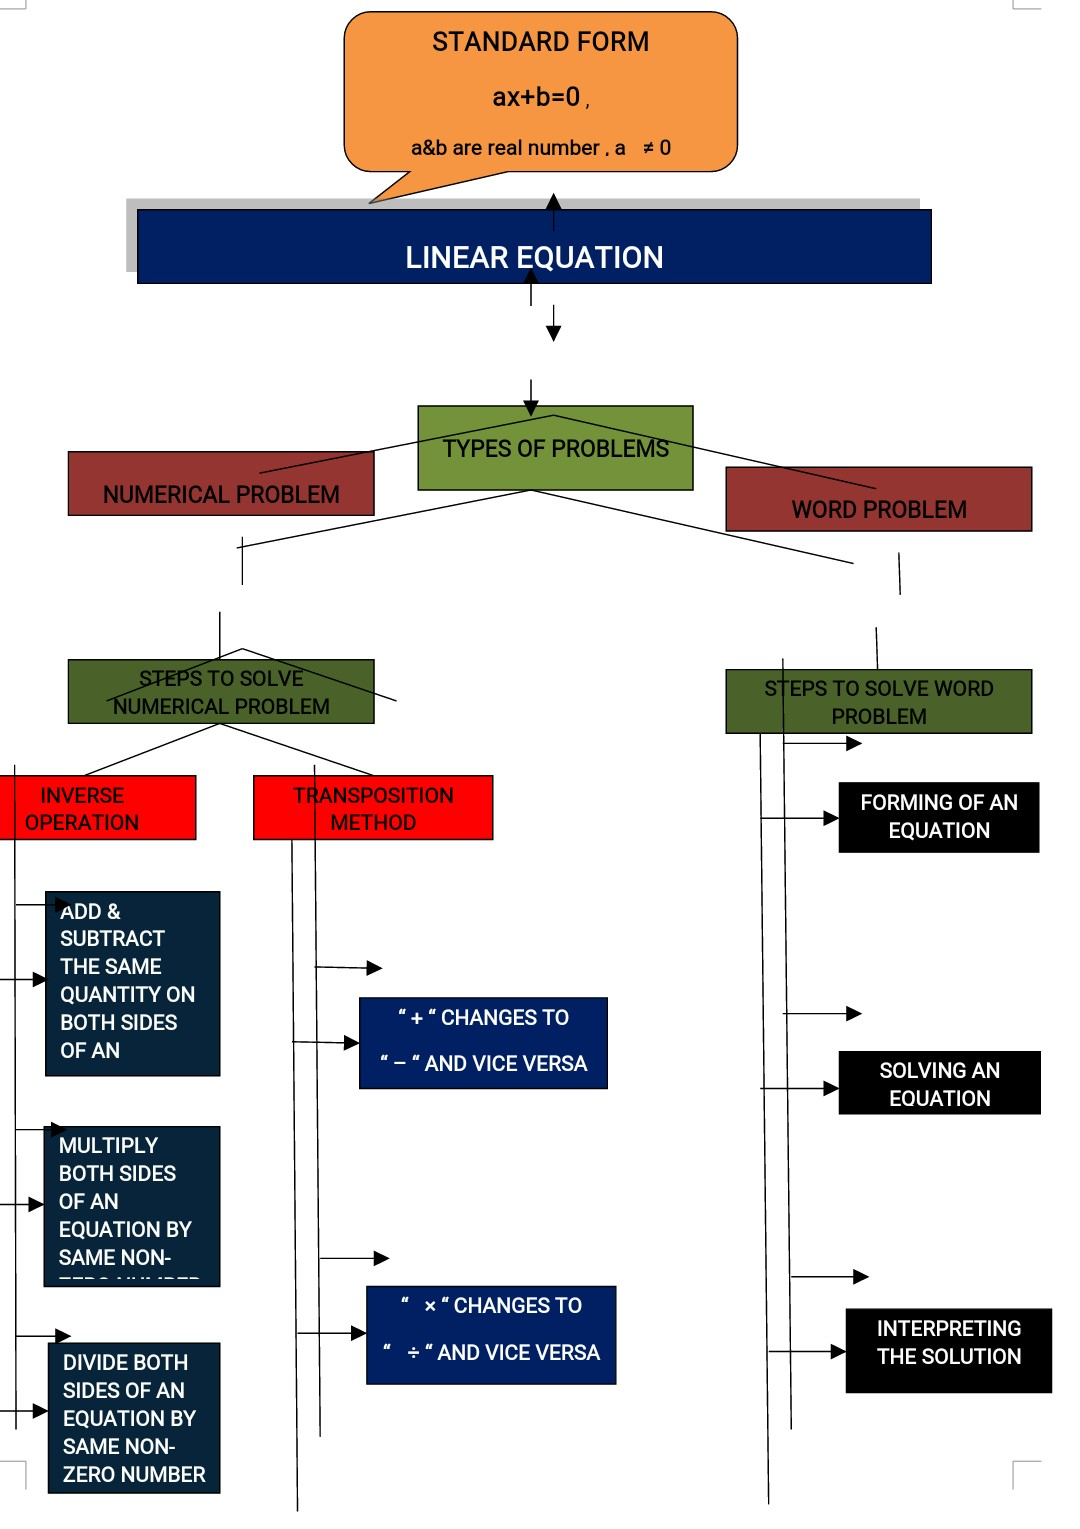 STANDARD FORM
ax+b=0 ,
a&b are real number , a ≠ 0
LINEAR EQUATION
TYPES OF PROBLEMS
NUMERICAL PROBLEM
WORD PROBLEM
STEPS TO SOLVE
NUMERICAL PROBLEM
STEPS TO SOLVE WORD
PROBLEM
INVERSE
OPERATION
TRANSPOSITION
METHOD
FORMING OF AN
EQUATION
ADD &
SUBTRACT
THE SAME
QUANTITY ON
BOTH SIDES
OF AN
“ + “ CHANGES TO
“ – “ AND VICE VERSA
SOLVING AN
EQUATION
MULTIPLY
BOTH SIDES
OF AN
EQUATION BY
SAME NON-
“ × “ CHANGES TO
“ ÷ “ AND VICE VERSA
INTERPRETING
THE SOLUTION
DIVIDE BOTH
SIDES OF AN
EQUATION BY
SAME NON-
ZERO NUMBER